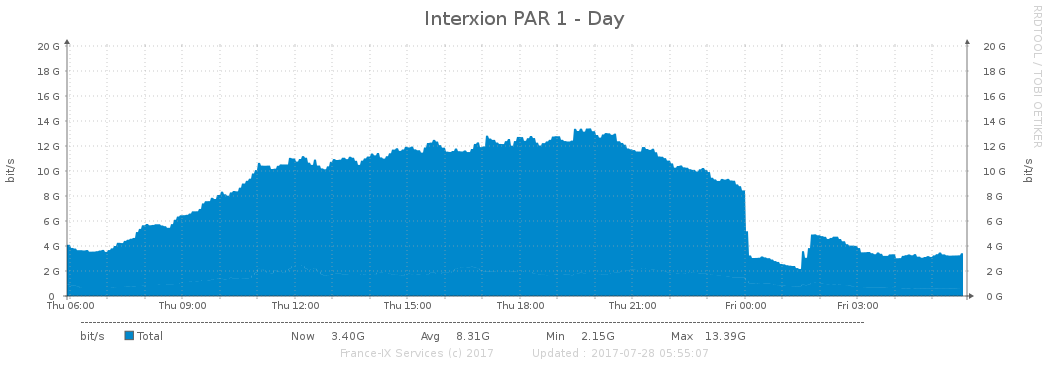 Interxion PAR 1 - Day
RRDTOOL / TOBI OETIKER
20 G 20 G
18 G 18 G
16 G 16 G
14 G 14 G
12 G 12 G
10 G 10 G
8 G 8 G
6 G 6 G
4 G 4 G
2 G 2 G
0 0 G
bit/s
bit/s
Thu 06:00 Thu 09:00 Thu 12:00 Thu 15:00 Thu 18:00 Thu 21:00 Fri 00:00 Fri 03:00
bit/s Total Now 3.40G Avg 8.31G Min 2.15G Max 13.39G
France-IX Services (c) 2017 Updated : 2017-07-28 05:55:07